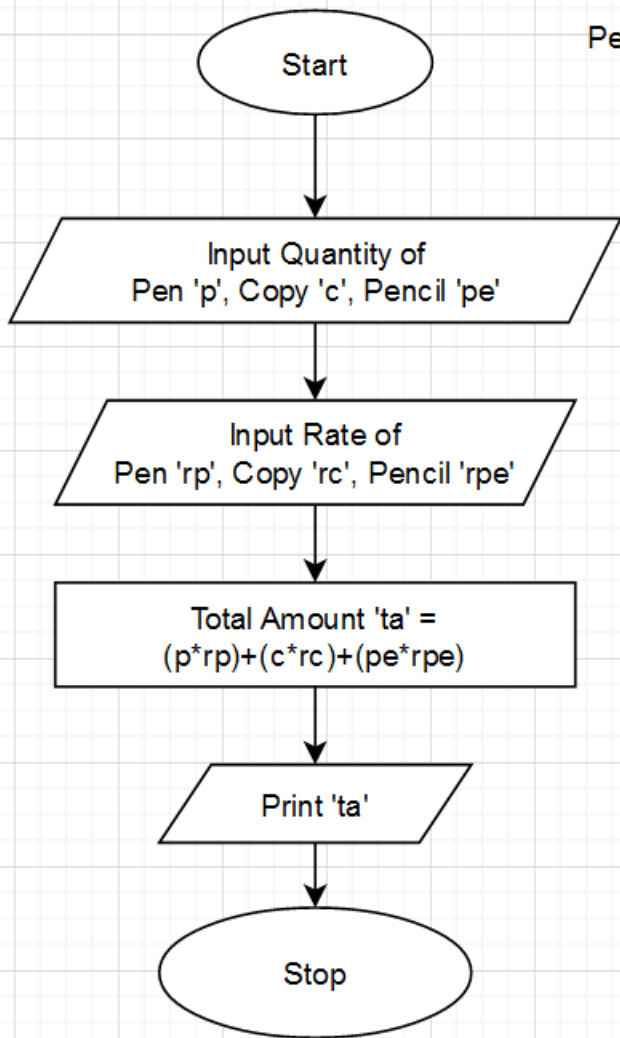 Start
Input Quantity of
Pen 'p', Copy 'c', Pencil 'pe'
Input Rate of
Pen 'rp', Copy 'rc', Pencil 'rpe'
Total Amount 'ta' =
(p*rp)+(c*rc)+(pe*rpe)
Print 'ta'
Stop